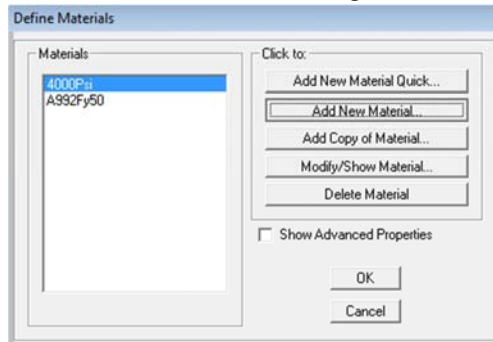 Define Materials
Materials
4000Psi
A992Fy50
Click to:
Add New Material Quick...
Add New Material...
Add Copy of Material...
Modify/Show Material...
Delete Material
Show Advanced Properties
OK
Cancel